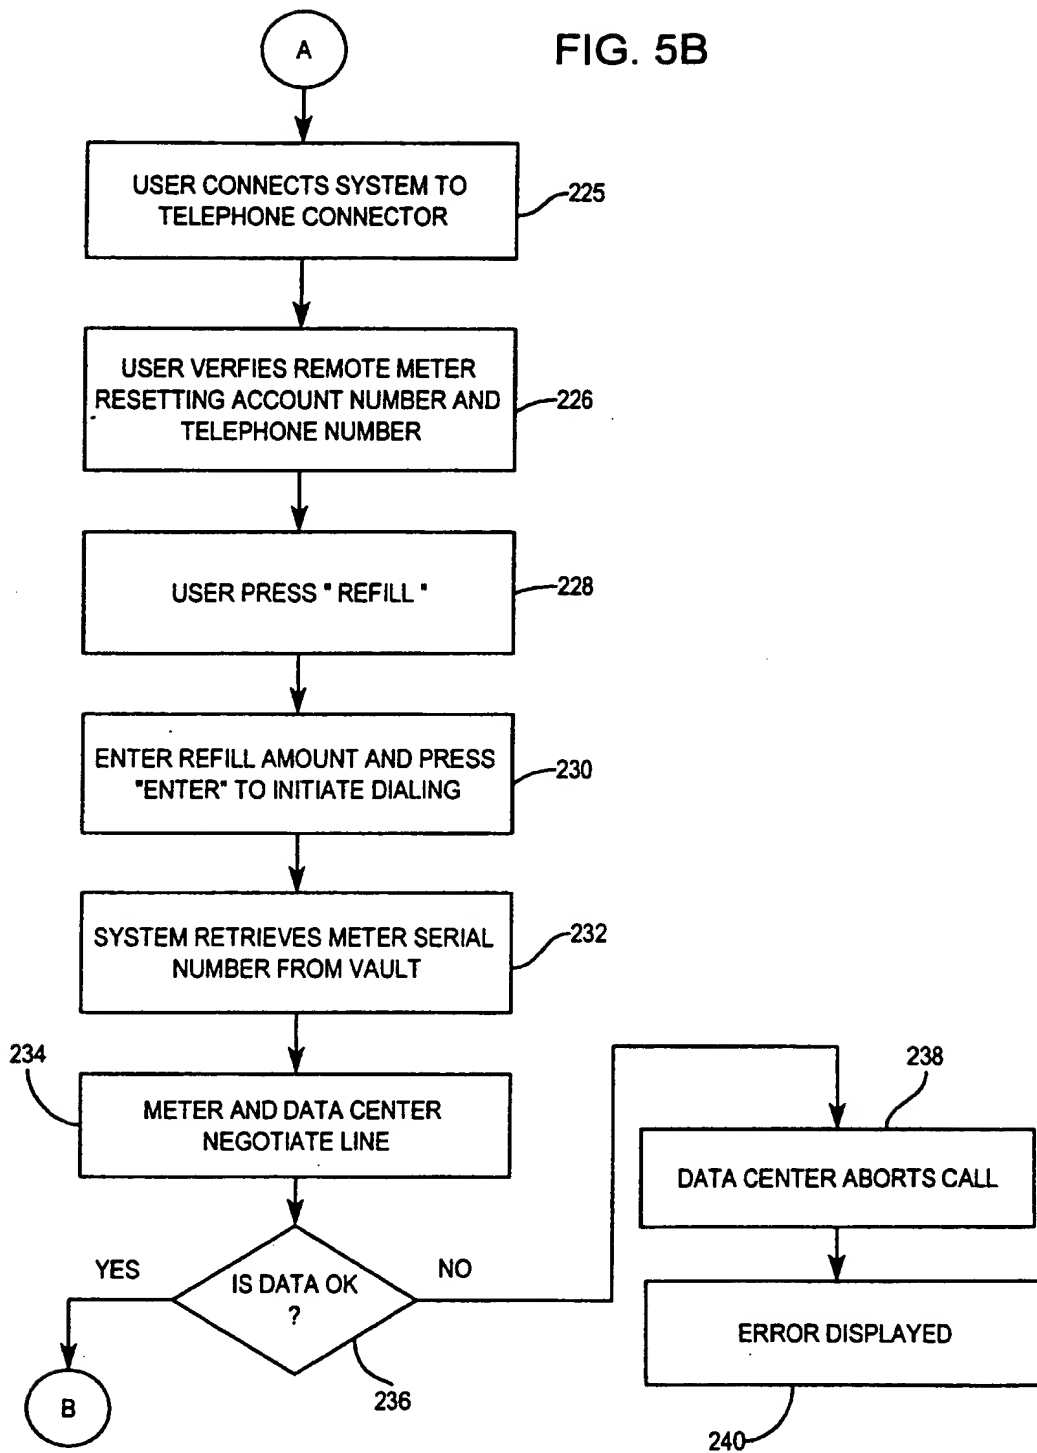 A
FIG. 5B
USER CONNECTS SYSTEM TO
TELEPHONE CONNECTOR
225
USER VERFIES REMOTE METER
RESETTING ACCOUNT NUMBER AND
TELEPHONE NUMBER
226
USER PRESS " REFILL "
228
ENTER REFILL AMOUNT AND PRESS
"ENTER" TO INITIATE DIALING
230
SYSTEM RETRIEVES METER SERIAL
NUMBER FROM VAULT
232
234
METER AND DATA CENTER
NEGOTIATE LINE
238
DATA CENTER ABORTS CALL
YES
IS DATA OK
?
NO
236
ERROR DISPLAYED
240
B